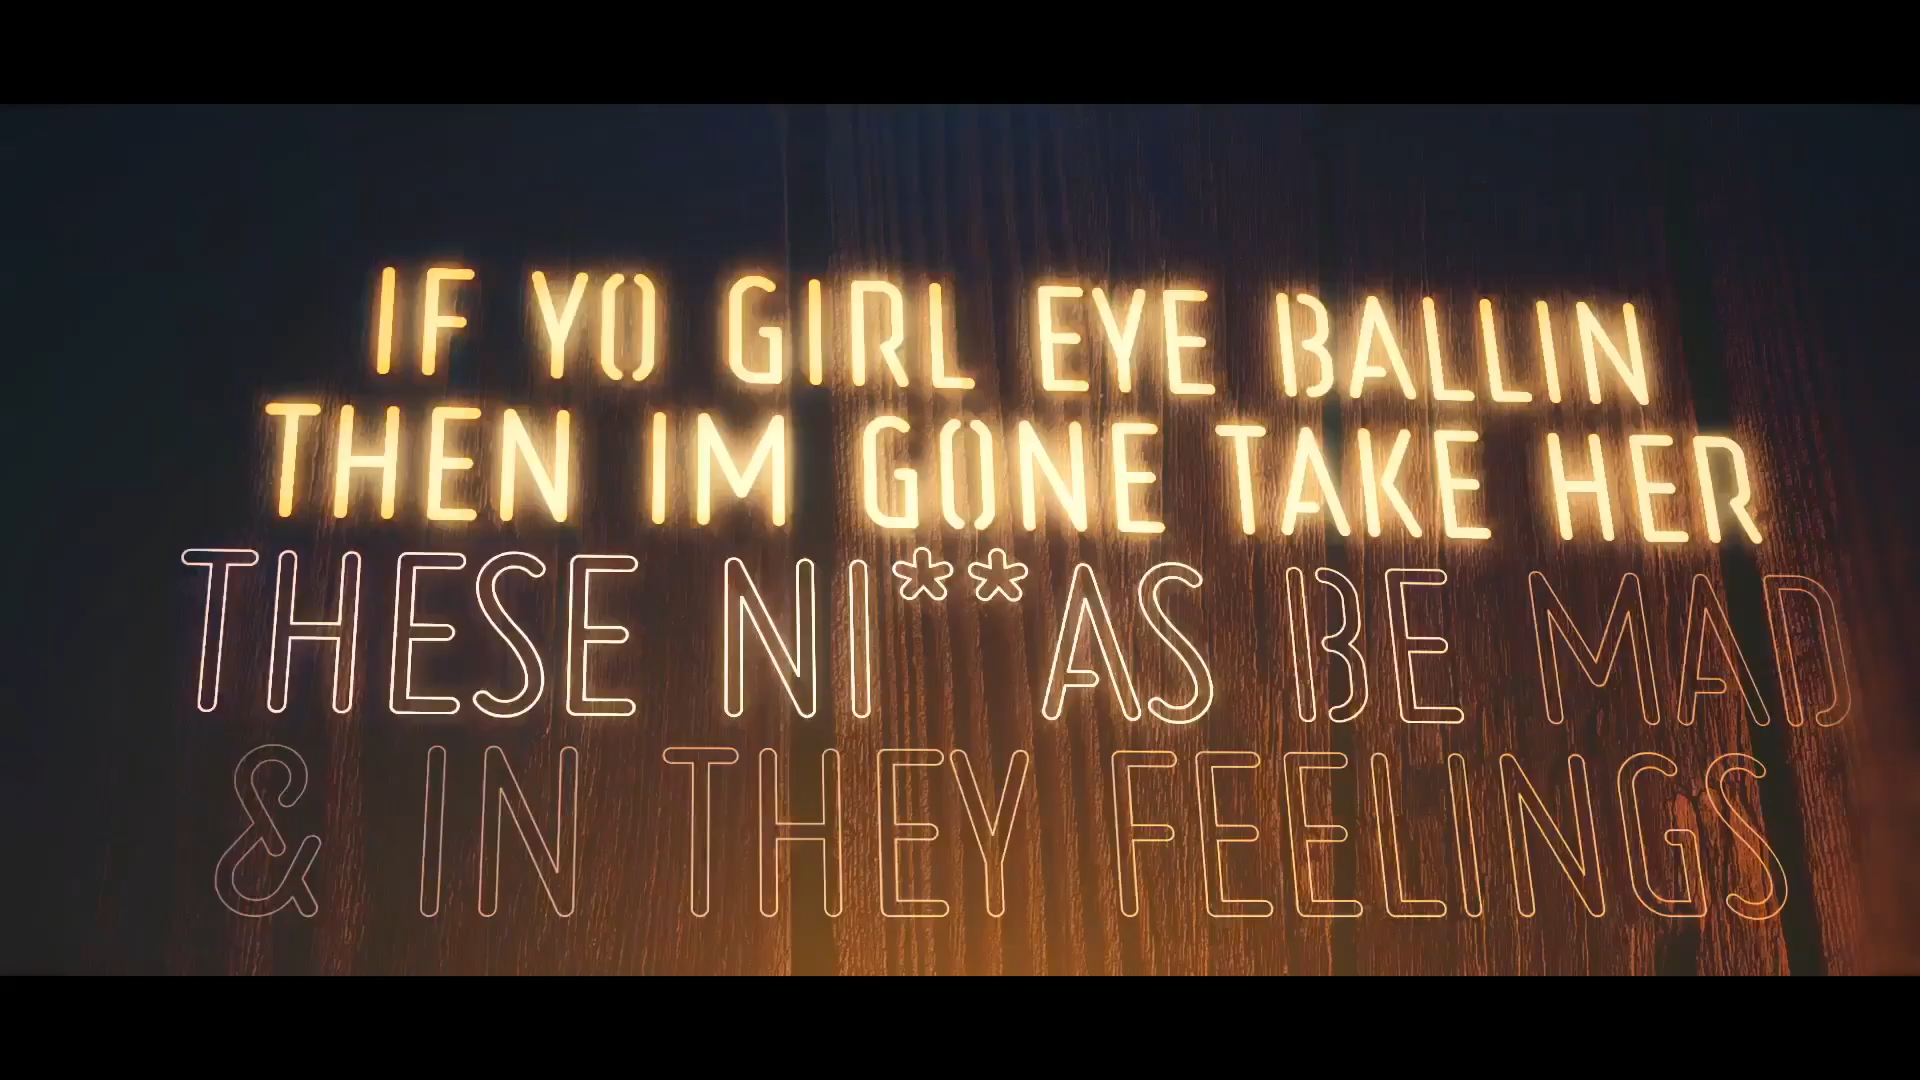 IF YO GIRL EYE BALLIN
THEN IM GONE TAKE HER
THESE NI**AS BE MAD
& IN THEY FEELINGS